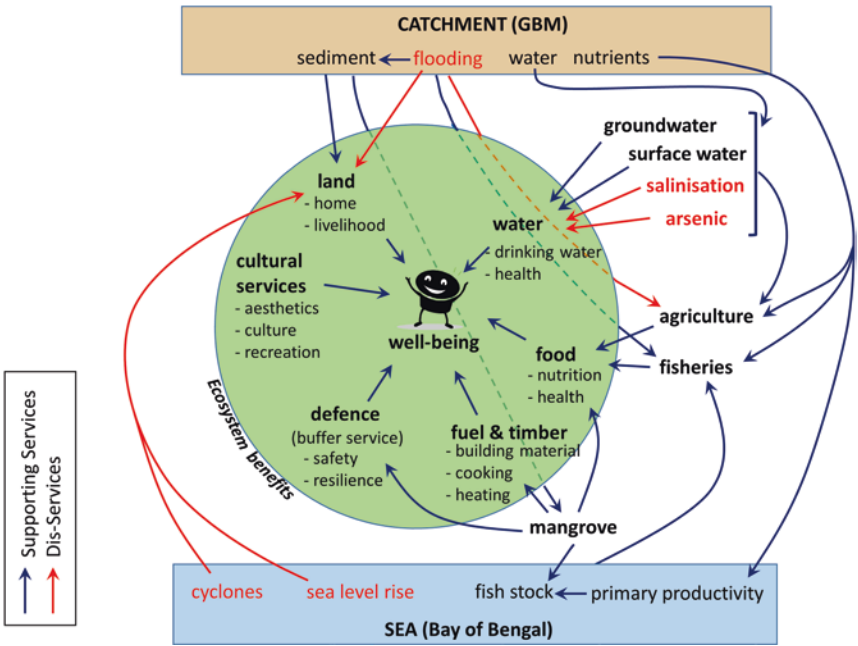 CATCHMENT (GBM)
sediment flooding water nutrients
groundwater
surface water
salinisation
arsenic
land
- home
- livelihood
water
- drinking water
- health
cultural
services
- aesthetics
- culture
- recreation
well-being
agriculture
fisheries
food
- nutrition
- health
defence
(buffer service)
- safety
- resilience
fuel & timber
- building material
- cooking
- heating
Ecosystem benefits
mangrove
Supporting Services
Dis-Services
cyclones sea level rise fish stock primary productivity
SEA (Bay of Bengal)